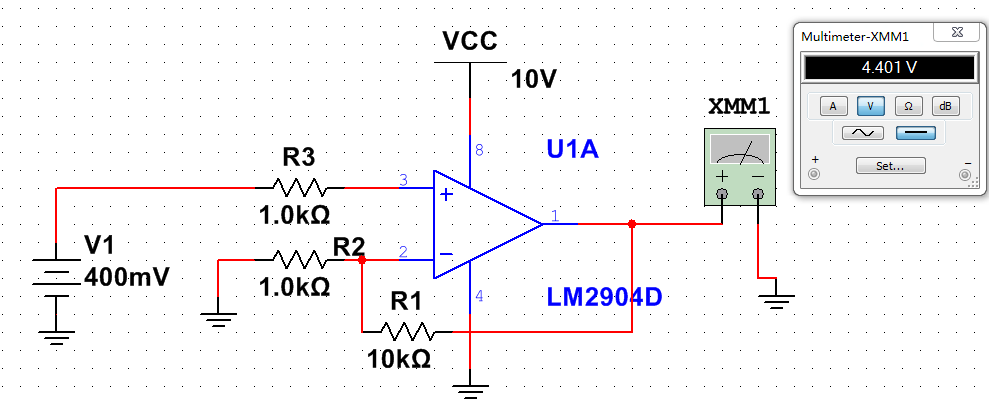 VCC
10V
8
U1A
R3
3
1.0kΩ
+
1
V1
400mV
R2
2
−
1.0kΩ
4
LM2904D
R1
10kΩ
XMM1
+ −
Multimeter-XMM1
4.401 V
A V Ω dB
+ Set... −